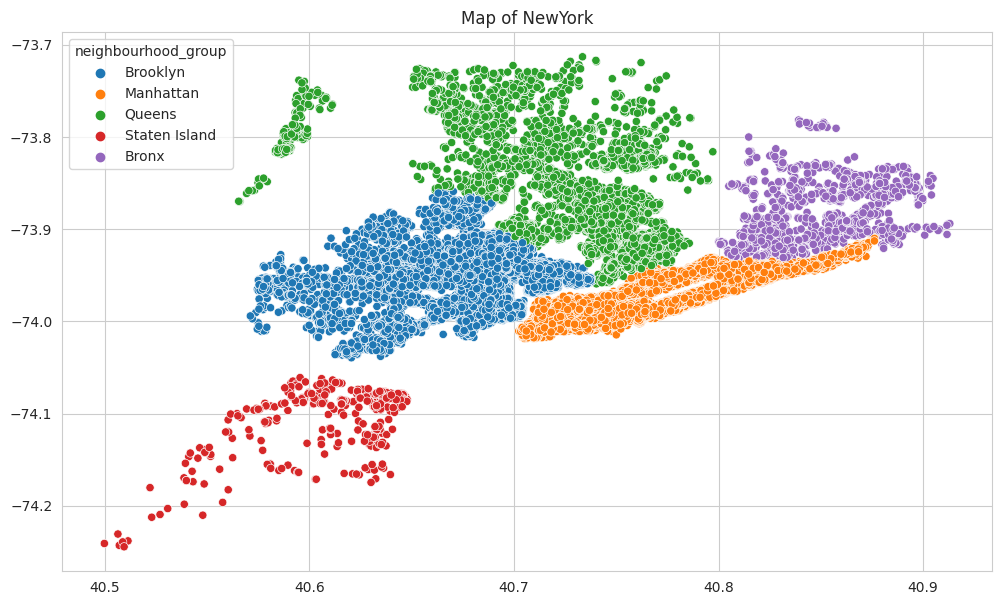 Map of NewYork
neighbourhood_group
Brooklyn
Manhattan
Queens
Staten Island
Bronx
−73.7
−73.8
−73.9
−74.0
−74.1
−74.2
40.5 40.6 40.7 40.8 40.9